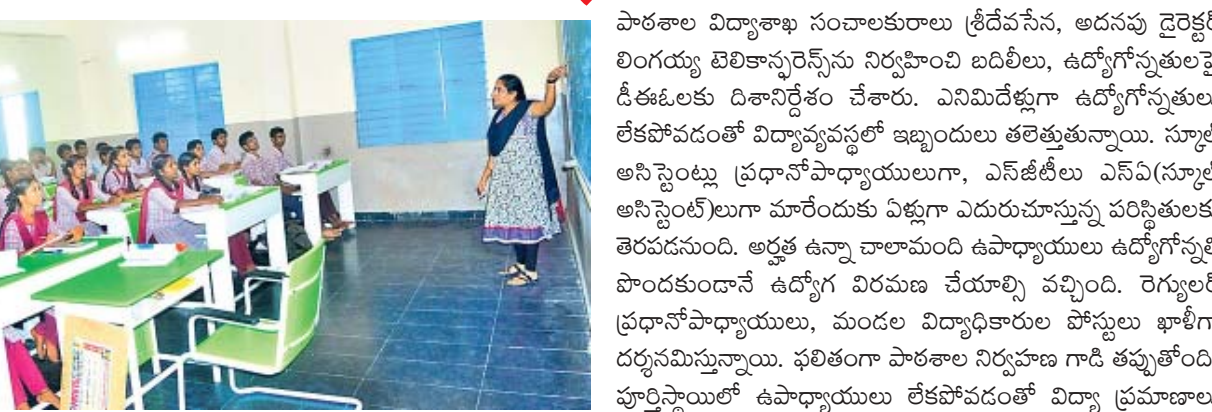 పాఠశాల విద్యాశాఖ సంచాలకురాలు శ్రీదేవసేన, అదనపు డైరెక్టర్
లింగయ్య టెలికాన్ఫరెన్స్‌ను నిర్వహించి బదిలీలు, ఉద్యోగోన్నతులపై
డీఈఓలకు దిశానిర్దేశం చేశారు. ఎనిమిదేళ్లుగా ఉద్యోగోన్నతులు
లేకపోవడంతో విద్యావ్యవస్థలో ఇబ్బందులు తలెత్తుతున్నాయి. స్కూల్
అసిస్టెంట్లు ప్రధానోపాధ్యాయులుగా, ఎస్‌జీటీలు ఎస్ఏ(స్కూల్
అసిస్టెంట్)లుగా మారేందుకు ఏళ్లుగా ఎదురుచూస్తున్న పరిస్థితులకు
తెరపడనుంది. అర్హత ఉన్నా చాలామంది ఉపాధ్యాయులు ఉద్యోగోన్నతి
పొందకుండానే ఉద్యోగ విరమణ చేయాల్సి వచ్చింది. రెగ్యులర్
ప్రధానోపాధ్యాయులు, మండల విద్యాధికారుల పోస్టులు ఖాళీగా
దర్శనమిస్తున్నాయి. ఫలితంగా పాఠశాల నిర్వహణ గాడి తప్పుతోంది
పూర్తిస్థాయిలో ఉపాధ్యాయులు లేకపోవడంతో విద్యా ప్రమాణాలు